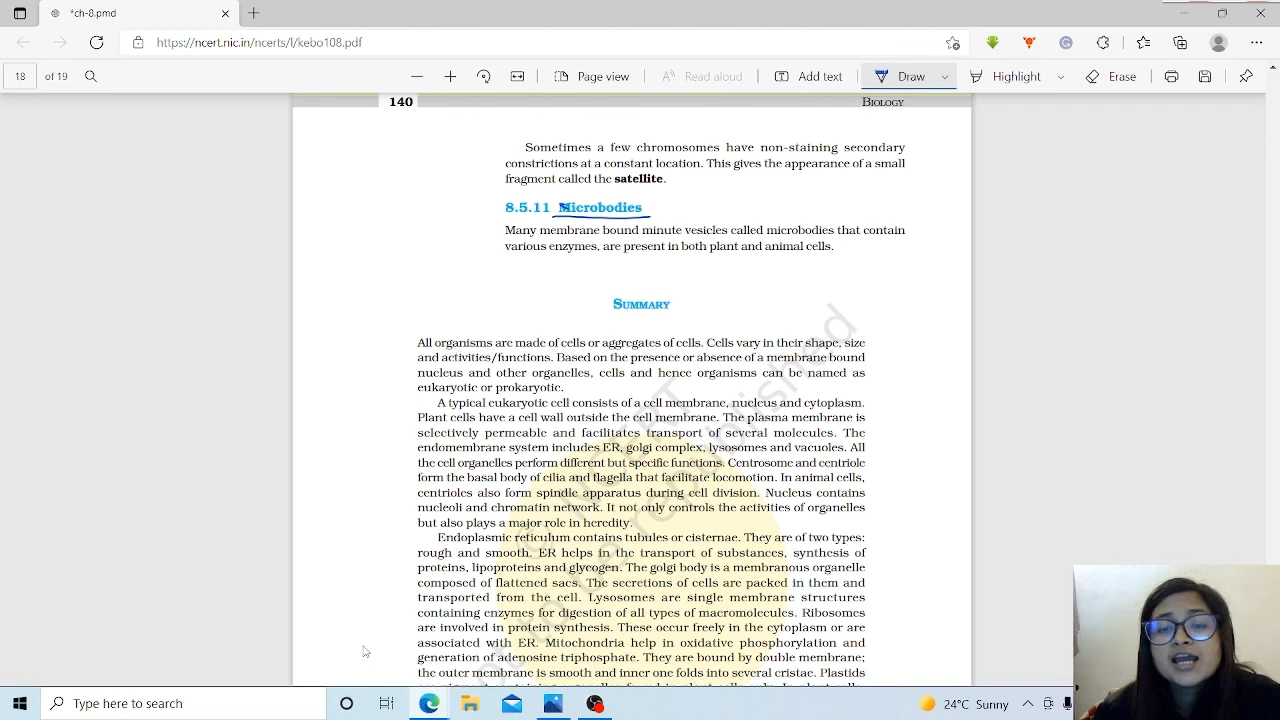 *ch-8.pmd
https://ncert.nic.in/ncerts/l/kebo108.pdf
18 of 19
Page view
Read aloud
Add text
Draw
Highlight
Erase
140 BIOLOGY
Sometimes a few chromosomes have non-staining secondary
constrictions at a constant location. This gives the appearance of a small
fragment called the satellite.
8.5.11 Microbodies
Many membrane bound minute vesicles called microbodies that contain
various enzymes, are present in both plant and animal cells.
SUMMARY
All organisms are made of cells or aggregates of cells. Cells vary in their shape, size
and activities/functions. Based on the presence or absence of a membrane bound
nucleus and other organelles, cells and hence organisms can be named as
eukaryotic or prokaryotic.
A typical eukaryotic cell consists of a cell membrane, nucleus and cytoplasm.
Plant cells have a cell wall outside the cell membrane. The plasma membrane is
selectively permeable and facilitates transport of several molecules. The
endomembrane system includes ER, golgi complex, lysosomes and vacuoles. All
the cell organelles perform different but specific functions. Centrosome and centriole
form the basal body of cilia and flagella that facilitate locomotion. In animal cells,
centrioles also form spindle apparatus during cell division. Nucleus contains
nucleoli and chromatin network. It not only controls the activities of organelles
but also plays a major role in heredity.
Endoplasmic reticulum contains tubules or cisternae. They are of two types:
rough and smooth. ER helps in the transport of substances, synthesis of
proteins, lipoproteins and glycogen. The golgi body is a membranous organelle
composed of flattened sacs. The secretions of cells are packed in them and
transported from the cell. Lysosomes are single membrane structures
containing enzymes for digestion of all types of macromolecules. Ribosomes
are involved in protein synthesis. These occur freely in the cytoplasm or are
associated with ER. Mitochondria help in oxidative phosphorylation and
generation of adenosine triphosphate. They are bound by double membrane;
the outer membrane is smooth and inner one folds into several cristae. Plastids
© NCERT
not to be republished
Type here to search
24°C Sunny